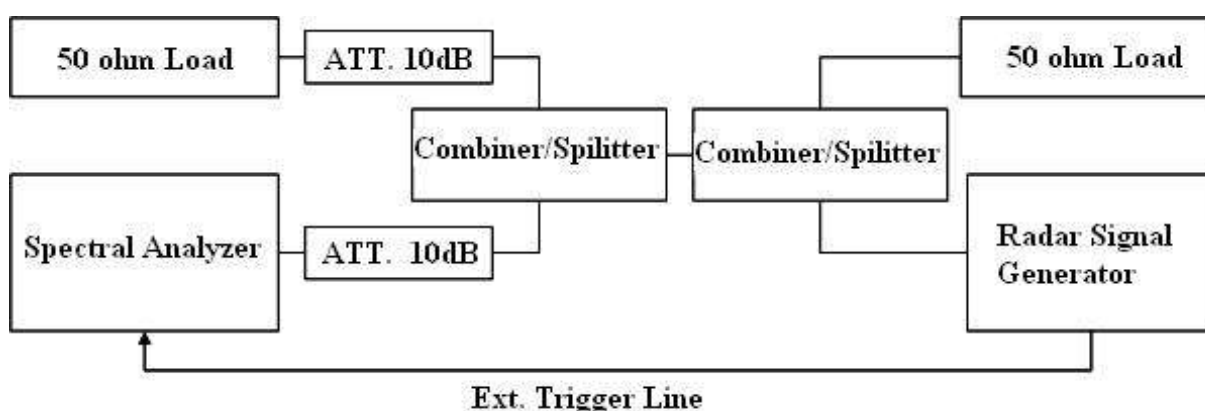 50 ohm Load
ATT. 10dB
50 ohm Load
Combiner/Spilitter
Combiner/Spilitter
Spectral Analyzer
ATT. 10dB
Radar Signal
Generator
Ext. Trigger Line